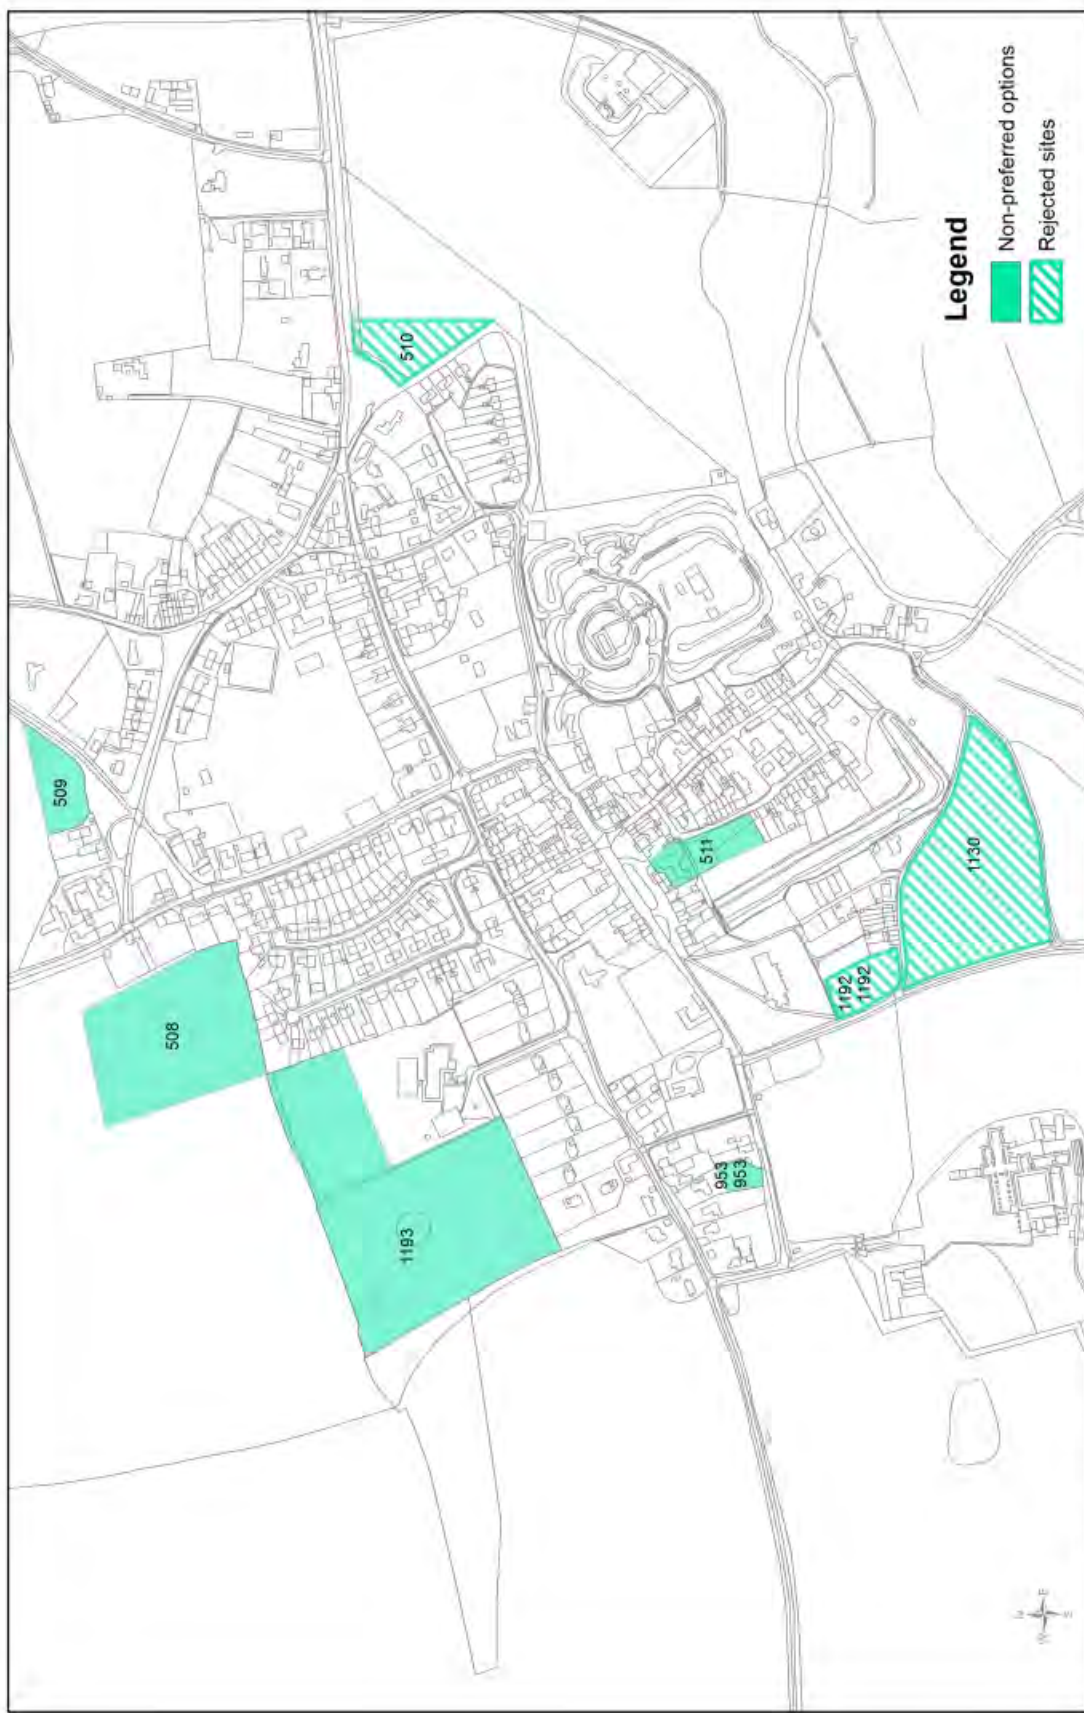 509
508
510
1193
511
953
953
1192
1192
1130
Legend
Non-preferred options
Rejected sites
N
W
E
S